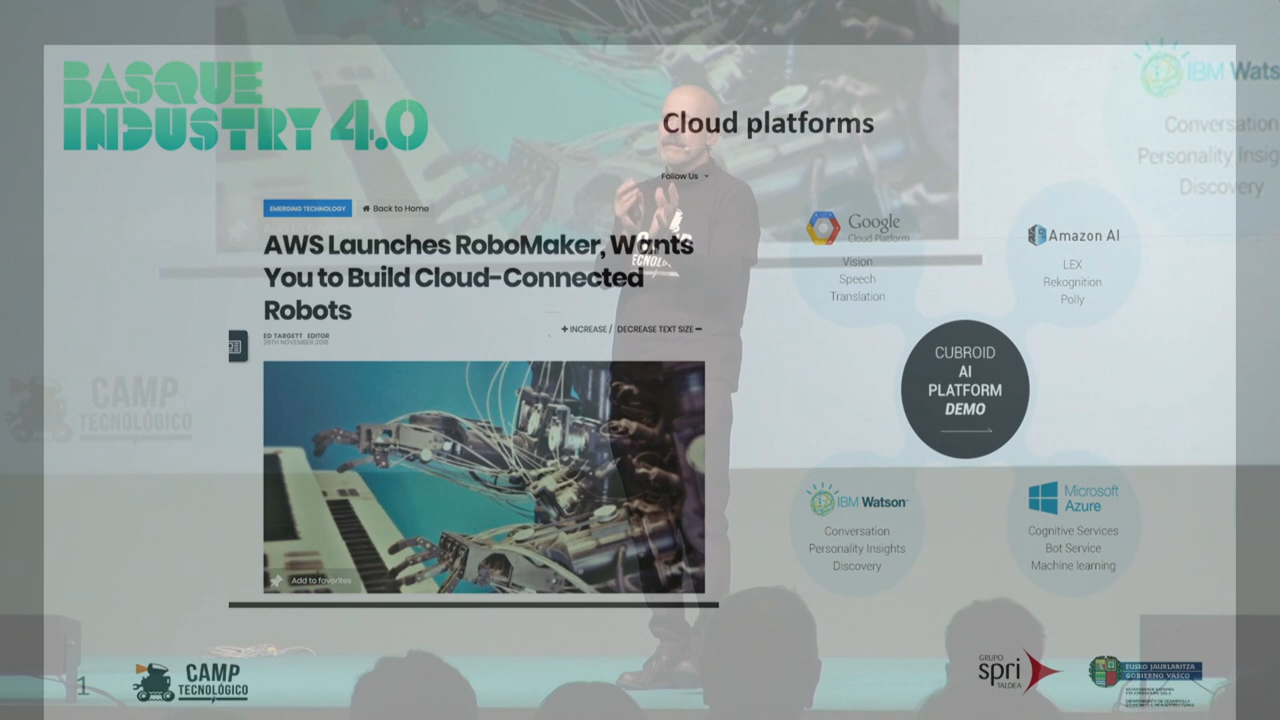 BASQUE
INDUSTRY 4.0
Cloud platforms
Follow Us
EMERGING TECHNOLOGY
Back to Home
AWS Launches RoboMaker, Wants
You to Build Cloud-Connected
Robots
ED TARGETT EDITOR
26TH NOVEMBER 2018
+ INCREASE / DECREASE TEXT SIZE −
Add to favorites
Google
Cloud Platform
Vision
Speech
Translation
Amazon AI
LEX
Rekognition
Polly
CUBROID
AI
PLATFORM
DEMO
IBM Watson
Conversation
Personality Insights
Discovery
Microsoft
Azure
Cognitive Services
Bot Service
Machine learning
IBM Wats
Conversation
Personality Insig
Discovery
CAMP
TECNOLÓGICO
1
CAMP
TECNOLÓGICO
GRUPO
spri
TALDEA
EUSKO JAURLARITZA
GOBIERNO VASCO